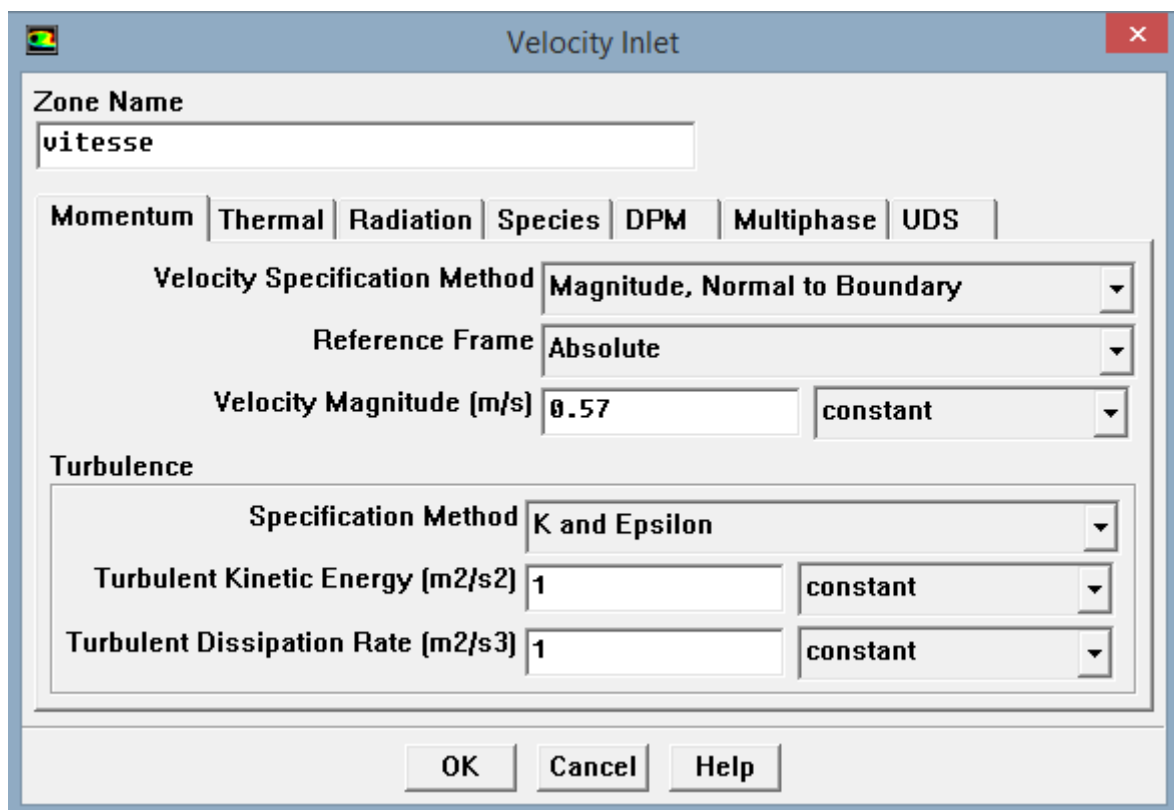 Velocity Inlet
Zone Name
vitesse
Momentum Thermal Radiation Species DPM Multiphase UDS
Velocity Specification Method Magnitude, Normal to Boundary
Reference Frame Absolute
Velocity Magnitude (m/s) 0.57 constant
Turbulence
Specification Method K and Epsilon
Turbulent Kinetic Energy (m2/s2) 1 constant
Turbulent Dissipation Rate (m2/s3) 1 constant
OK Cancel Help